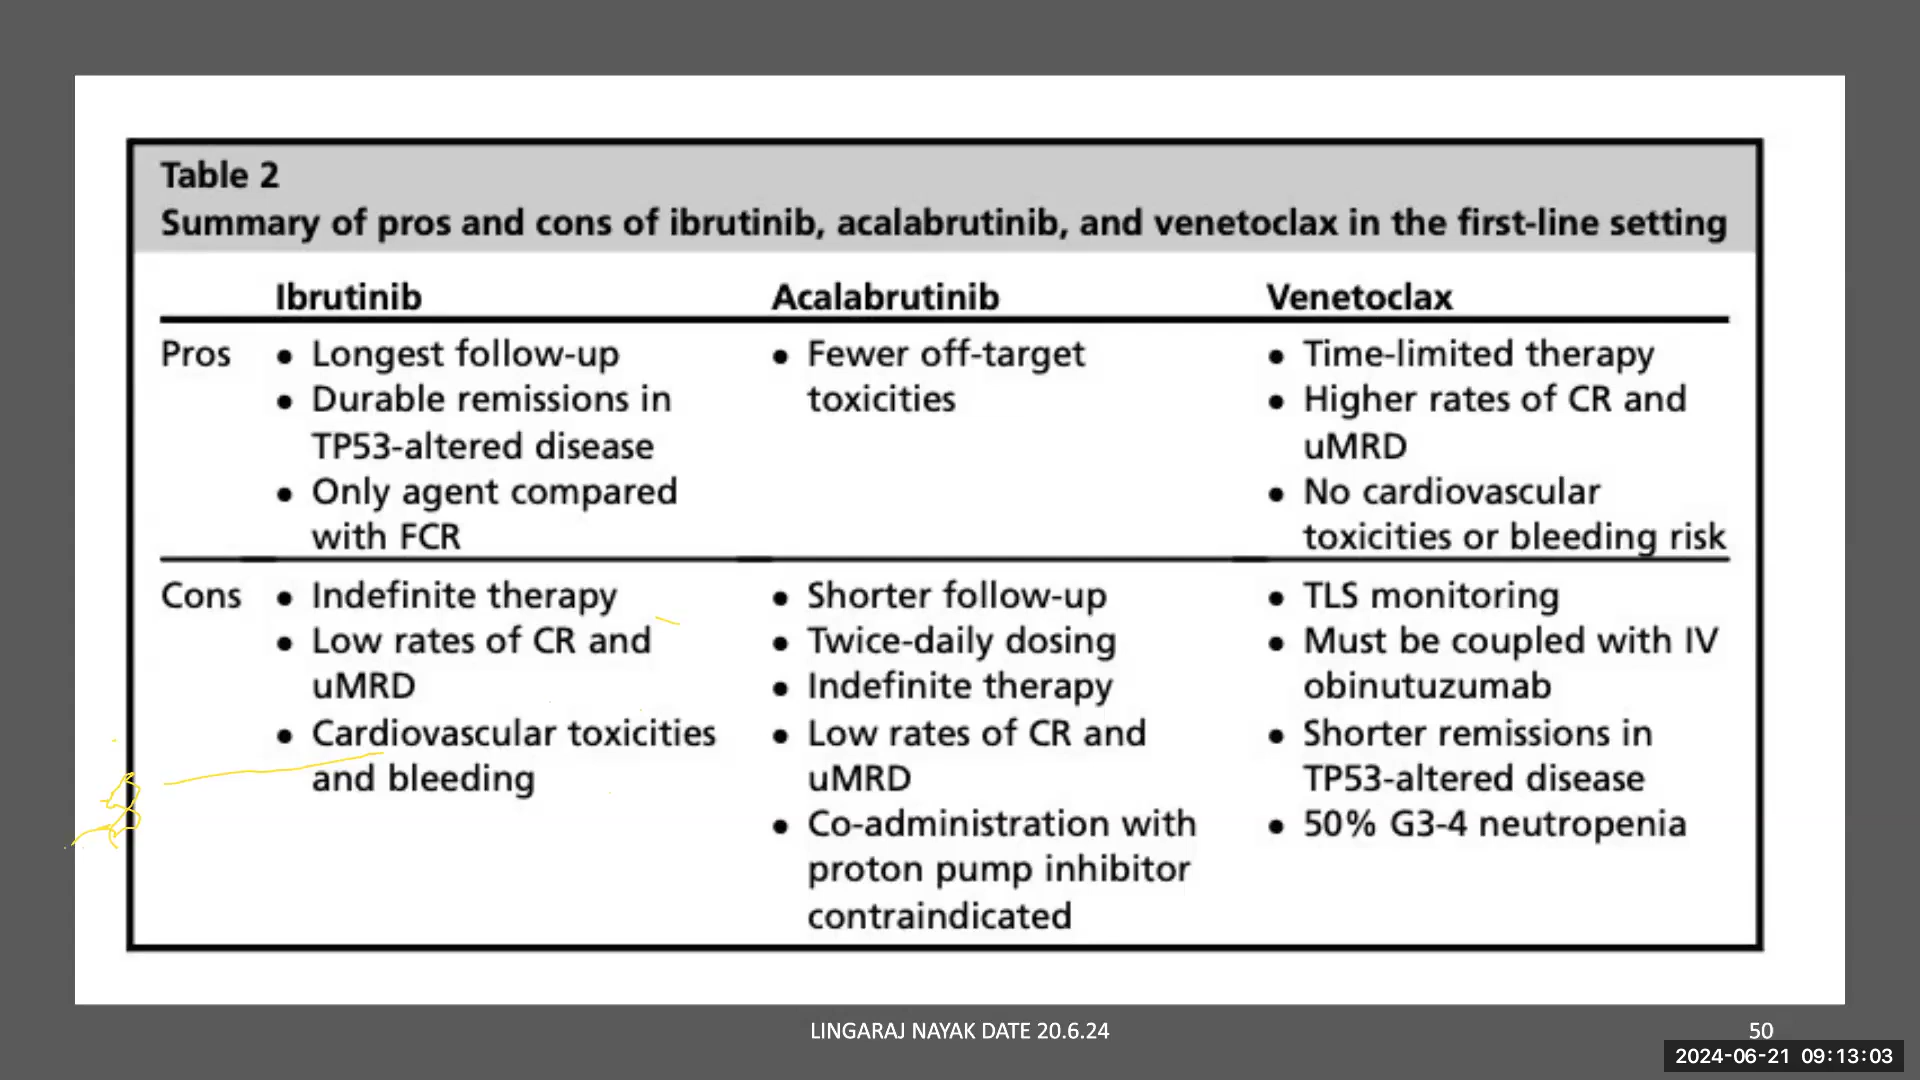 Table 2
Summary of pros and cons of ibrutinib, acalabrutinib, and venetoclax in the first-line setting
Ibrutinib Acalabrutinib Venetoclax
Pros
• Longest follow-up
• Durable remissions in
TP53-altered disease
• Only agent compared
with FCR
• Fewer off-target
toxicities
• Time-limited therapy
• Higher rates of CR and
uMRD
• No cardiovascular
toxicities or bleeding risk
Cons
• Indefinite therapy
• Low rates of CR and
uMRD
• Cardiovascular toxicities
and bleeding
• Shorter follow-up
• Twice-daily dosing
• Indefinite therapy
• Low rates of CR and
uMRD
• Co-administration with
proton pump inhibitor
contraindicated
• TLS monitoring
• Must be coupled with IV
obinutuzumab
• Shorter remissions in
TP53-altered disease
• 50% G3-4 neutropenia
LINGARAJ NAYAK DATE 20.6.24
50
2024-06-21 09:13:03